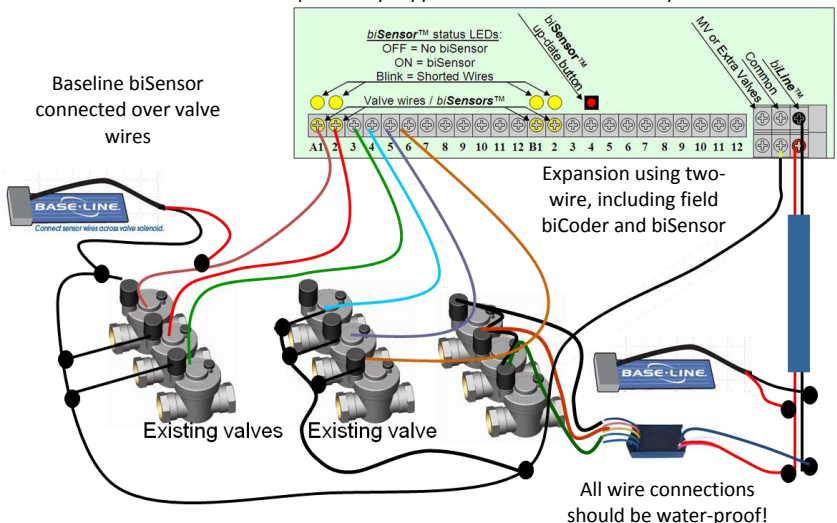 biSensor™ status LEDs:
OFF = No biSensor
ON = biSensor
Blink = Shorted Wires
Valve wires / biSensors™
biSensor™
up-date button
MV or Extra Valves
Common
biLine™
A1 2 3 4 5 6 7 8 9 10 11 12 B1 2 3 4 5 6 7 8 9 10 11 12
Baseline biSensor
connected over valve
wires
Expansion using two-
wire, including field
biCoder and biSensor
BASE·LINE
Connect sensor wires across valve solenoid.
BASE·LINE
Existing valves
Existing valve
All wire connections
should be water-proof!